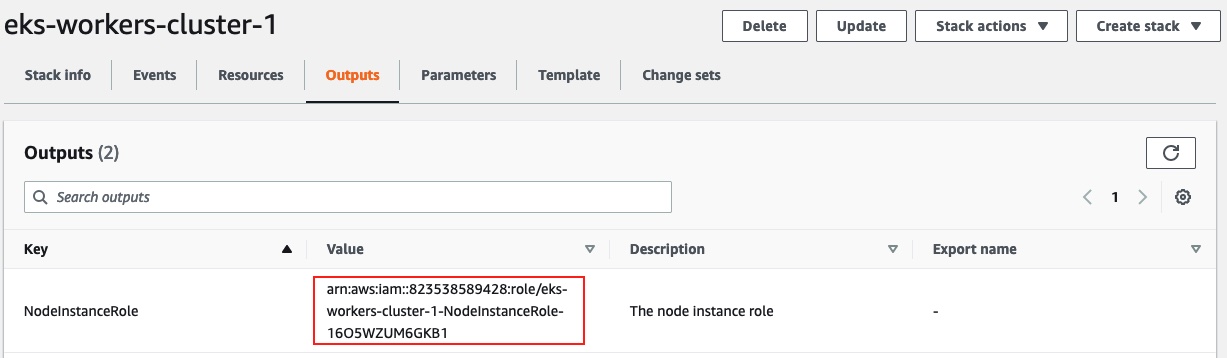 eks-workers-cluster-1
Delete
Update
Stack actions
Create stack
Stack info
Events
Resources
Outputs
Parameters
Template
Change sets
Outputs (2)
Search outputs
1
Key
Value
Description
Export name
NodeInstanceRole
arn:aws:iam::823538589428:role/eks-
workers-cluster-1-NodeInstanceRole-
16O5WZUM6GKB1
The node instance role
-